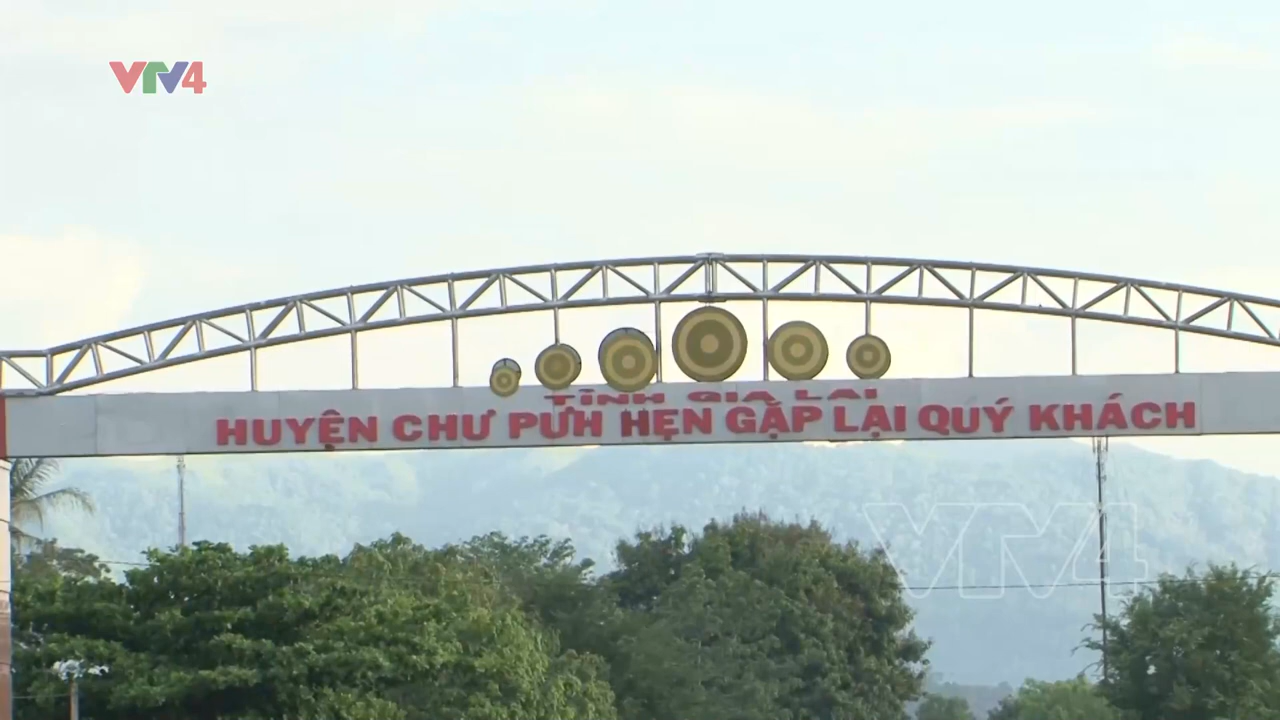 VTV4
TỈNH GIA LAI
HUYỆN CHƯ PƯH HẸN GẶP LẠI QUÝ KHÁCH
VTV4